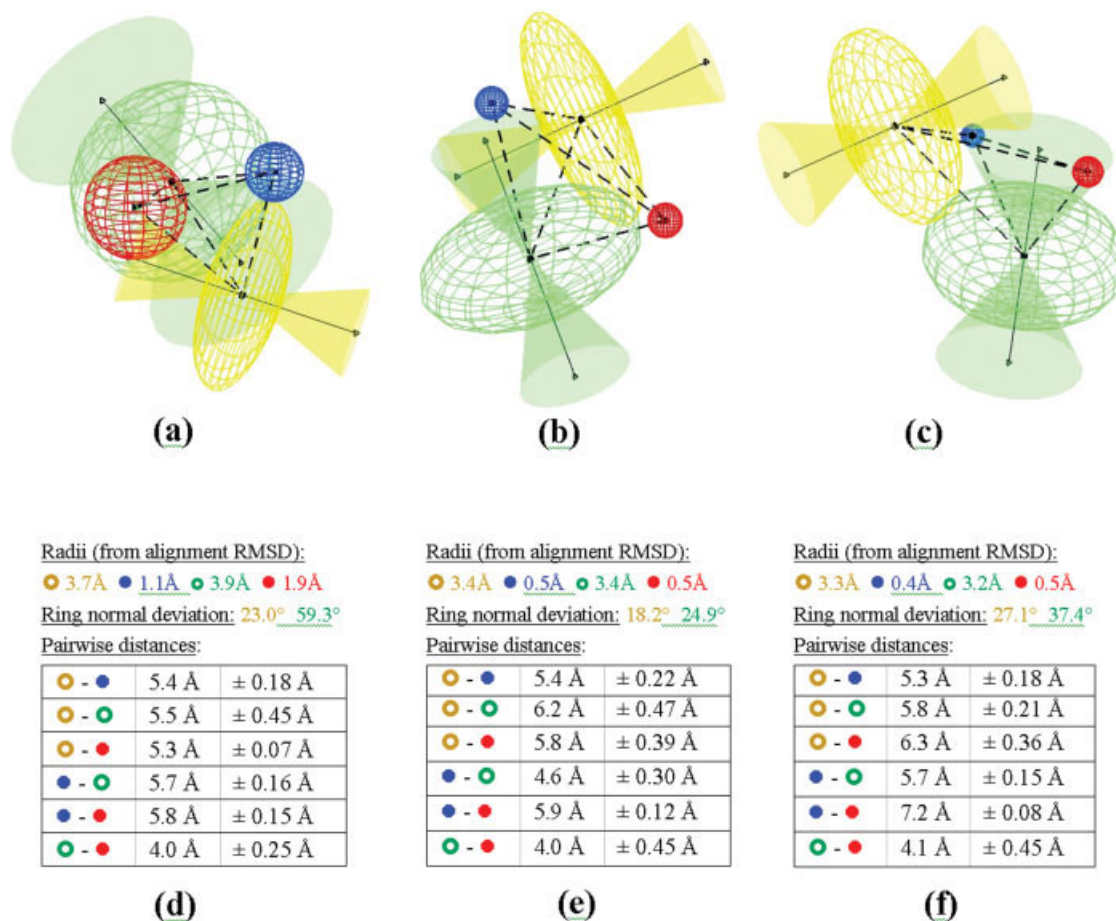 (a)
(b)
(c)
Radii (from alignment RMSD):
3.7Å 1.1Å 3.9Å 1.9Å
Ring normal deviation: 23.0° 59.3°
Pairwise distances:
- 5.4 Å ± 0.18 Å
- 5.5 Å ± 0.45 Å
- 5.3 Å ± 0.07 Å
- 5.7 Å ± 0.16 Å
- 5.8 Å ± 0.15 Å
- 4.0 Å ± 0.25 Å
(d)
Radii (from alignment RMSD):
3.4Å 0.5Å 3.4Å 0.5Å
Ring normal deviation: 18.2° 24.9°
Pairwise distances:
- 5.4 Å ± 0.22 Å
- 6.2 Å ± 0.47 Å
- 5.8 Å ± 0.39 Å
- 4.6 Å ± 0.30 Å
- 5.9 Å ± 0.12 Å
- 4.0 Å ± 0.45 Å
(e)
Radii (from alignment RMSD):
3.3Å 0.4Å 3.2Å 0.5Å
Ring normal deviation: 27.1° 37.4°
Pairwise distances:
- 5.3 Å ± 0.18 Å
- 5.8 Å ± 0.21 Å
- 6.3 Å ± 0.36 Å
- 5.7 Å ± 0.15 Å
- 7.2 Å ± 0.08 Å
- 4.1 Å ± 0.45 Å
(f)